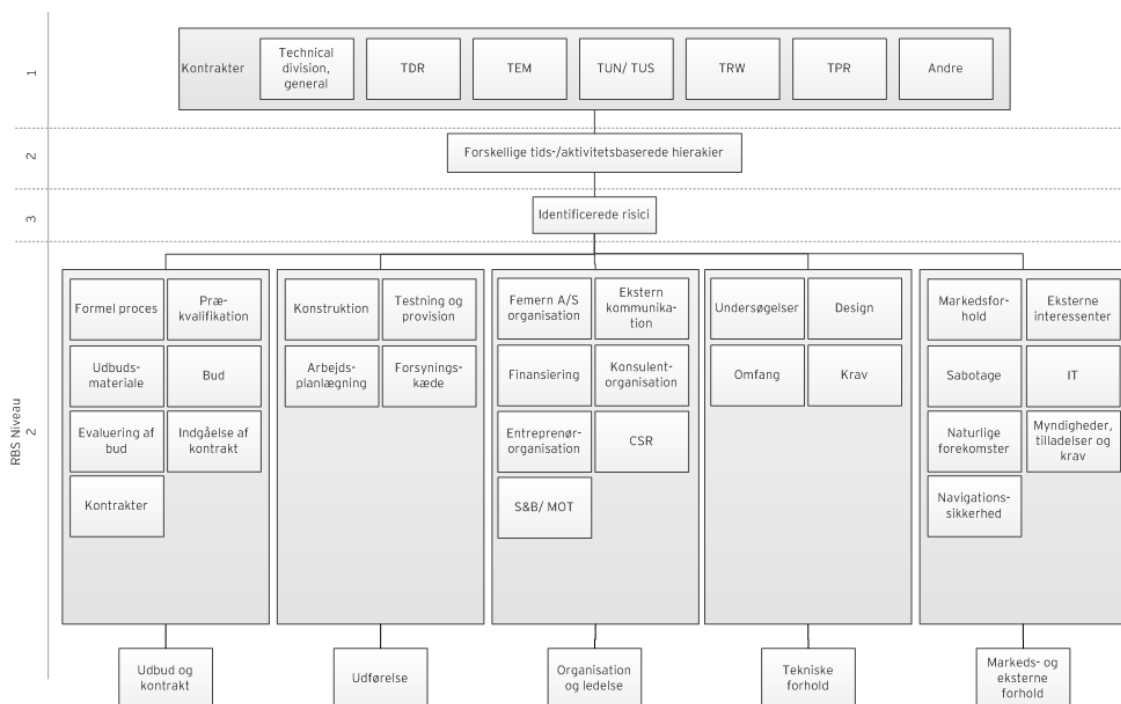 1
Kontrakter
Technical
division,
general
TDR
TEM
TUN/ TUS
TRW
TPR
Andre
2
Forskellige tids-/aktivitetsbaserede hierakier
3
Identificerede risici
RBS Niveau
2
Formel proces
Præ-
kvalifikation
Udbuds-
materiale
Bud
Evaluering af
bud
Indgåelse af
kontrakt
Kontrakter
Konstruktion
Testning og
provision
Arbejds-
planlægning
Forsynings-
kæde
Femern A/S
organisation
Ekstern
kommunika-
tion
Finansiering
Konsulent-
organisation
Entreprenør-
organisation
CSR
S&B/ MOT
Undersøgelser
Design
Omfang
Krav
Markedsfor-
hold
Eksterne
interessenter
Sabotage
IT
Naturlige
forekomster
Myndigheder,
tilladelser og
krav
Navigations-
sikkerhed
Udbud og
kontrakt
Udførelse
Organisation
og ledelse
Tekniske
forhold
Markeds- og
eksterne
forhold